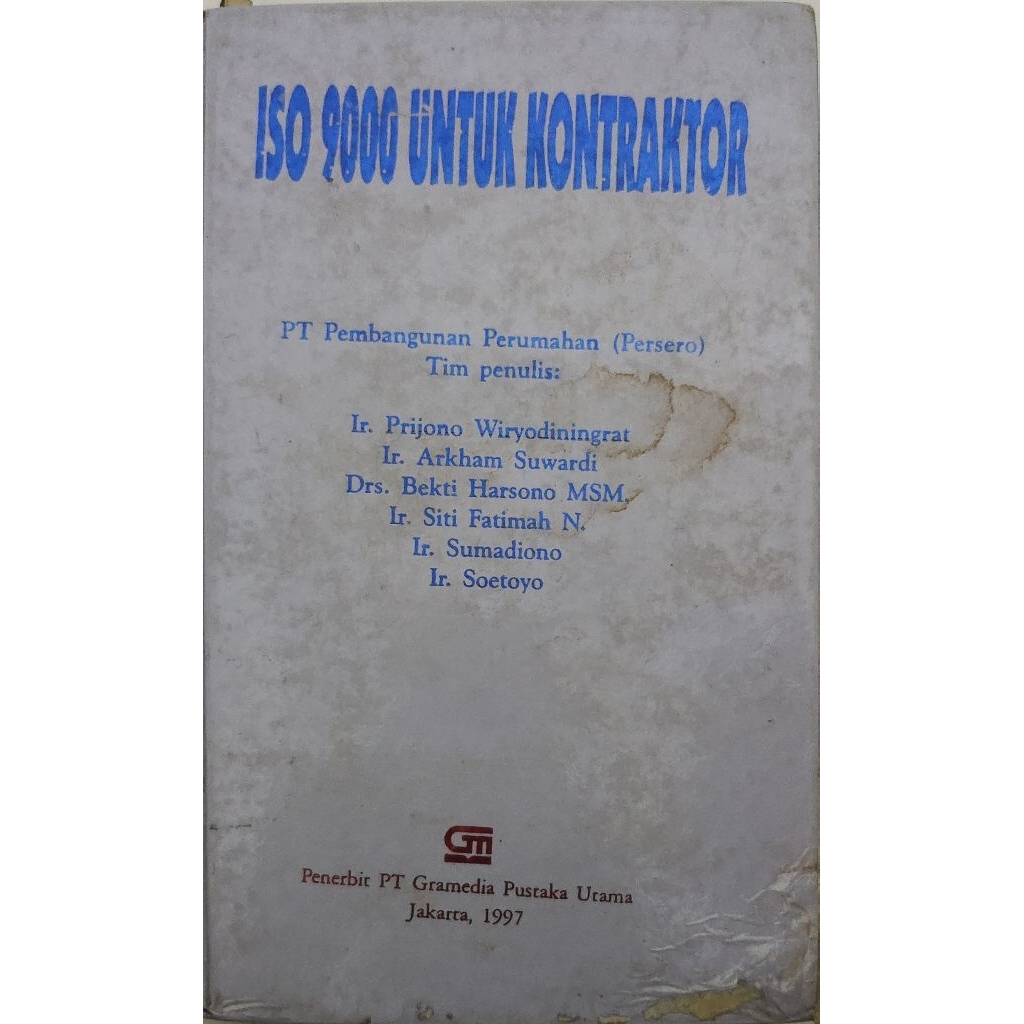 ISO 9000 UNTUK KONTRAKTOR
PT Pembangunan Perumahan (Persero)
Tim penulis:
Ir. Prijono Wiryodiningrat
Ir. Arkham Suwardi
Drs. Bekti Harsono MSM.
Ir. Siti Fatimah N.
Ir. Sumadiono
Ir. Soetoyo
GM
Penerbit PT Gramedia Pustaka Utama
Jakarta, 1997